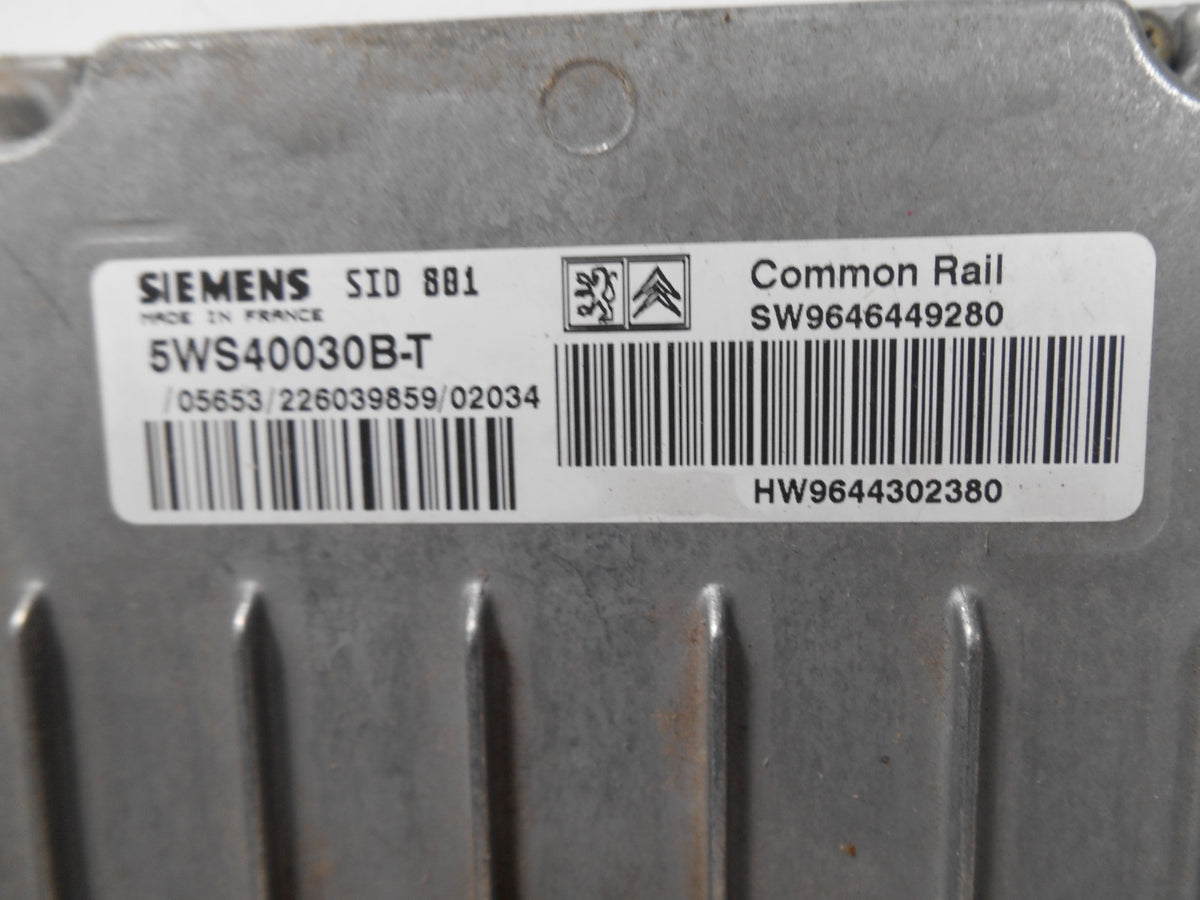 SIEMENS SID 801
MADE IN FRANCE
5WS40030B-T
/05653/226039859/02034
Common Rail
SW9646449280
HW9644302380